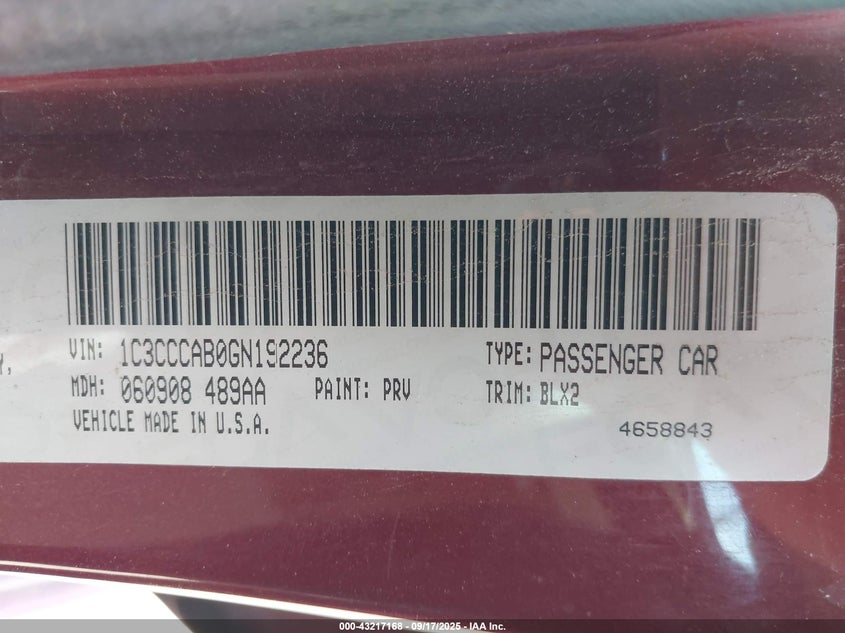 VIN: 1C3CCCAB0GN192236 TYPE: PASSENGER CAR
Y,
MDH: 060908 489AA PAINT: PRV TRIM: BLX2
VEHICLE MADE IN U.S.A. 4658843
000-43217168 - 09/17/2025 - IAA Inc.